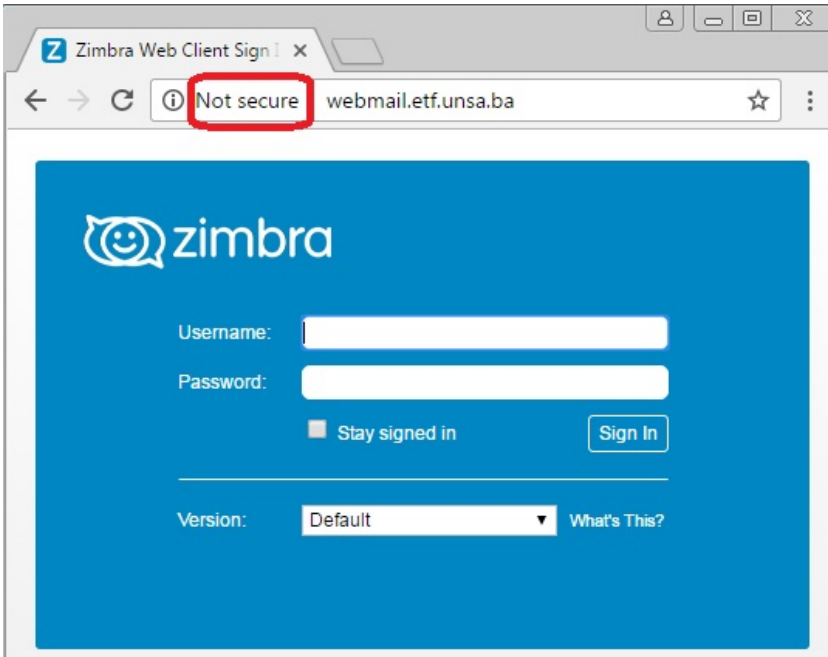 Zimbra Web Client Sign I
Not secure webmail.etf.unsa.ba
zimbra
Username:
Password:
Stay signed in Sign In
Version: Default What's This?